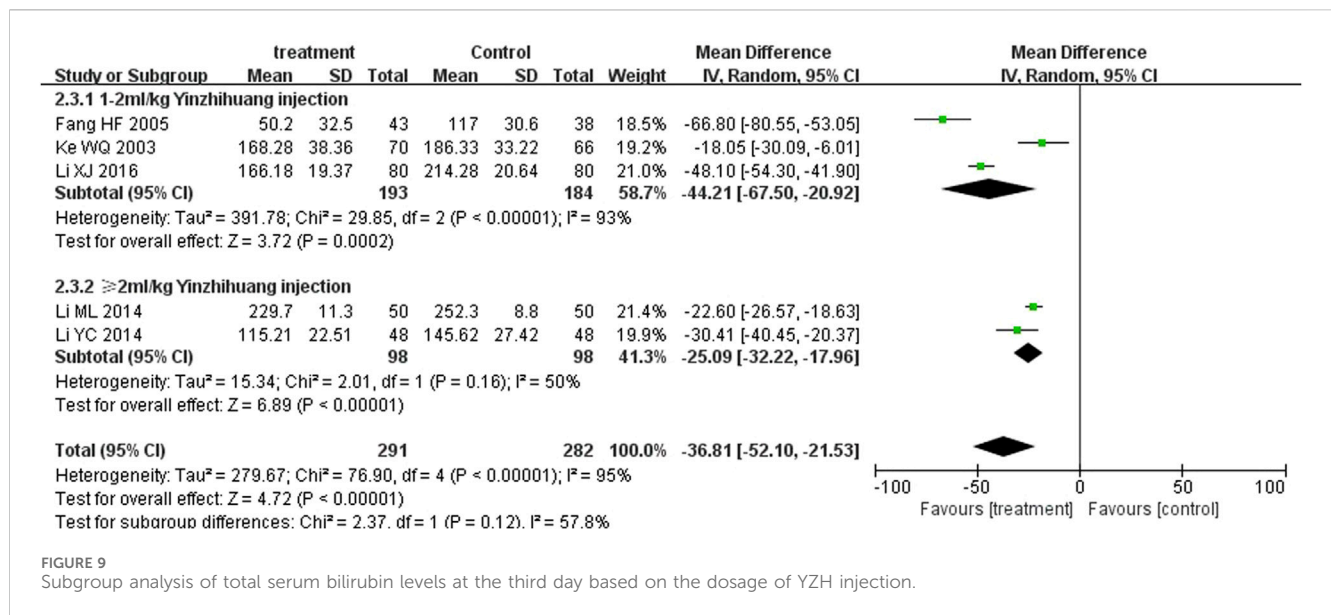 treatment Control Mean Difference Mean Difference
Study or Subgroup Mean SD Total Mean SD Total Weight IV, Random, 95% CI IV, Random, 95% CI
2.3.1 1-2ml/kg Yinzhihuang injection
Fang HF 2005 50.2 32.5 43 117 30.6 38 18.5% -66.80 [-80.55, -53.05]
Ke WQ 2003 168.28 38.36 70 186.33 33.22 66 19.2% -18.05 [-30.09, -6.01]
Li XJ 2016 166.18 19.37 80 214.28 20.64 80 21.0% -48.10 [-54.30, -41.90]
Subtotal (95% CI) 193 184 58.7% -44.21 [-67.50, -20.92]
Heterogeneity: Tau² = 391.78; Chi² = 29.85, df = 2 (P < 0.00001); I² = 93%
Test for overall effect: Z = 3.72 (P = 0.0002)
2.3.2 ⩾2ml/kg Yinzhihuang injection
Li ML 2014 229.7 11.3 50 252.3 8.8 50 21.4% -22.60 [-26.57, -18.63]
Li YC 2014 115.21 22.51 48 145.62 27.42 48 19.9% -30.41 [-40.45, -20.37]
Subtotal (95% CI) 98 98 41.3% -25.09 [-32.22, -17.96]
Heterogeneity: Tau² = 15.34; Chi² = 2.01, df = 1 (P = 0.16); I² = 50%
Test for overall effect: Z = 6.89 (P < 0.00001)
Total (95% CI) 291 282 100.0% -36.81 [-52.10, -21.53]
Heterogeneity: Tau² = 279.67; Chi² = 76.90, df = 4 (P < 0.00001); I² = 95%
Test for overall effect: Z = 4.72 (P < 0.00001)
Test for subgroup differences: Chi² = 2.37, df = 1 (P = 0.12), I² = 57.8%
-100 -50 0 50 100
Favours [treatment] Favours [control]
FIGURE 9
Subgroup analysis of total serum bilirubin levels at the third day based on the dosage of YZH injection.